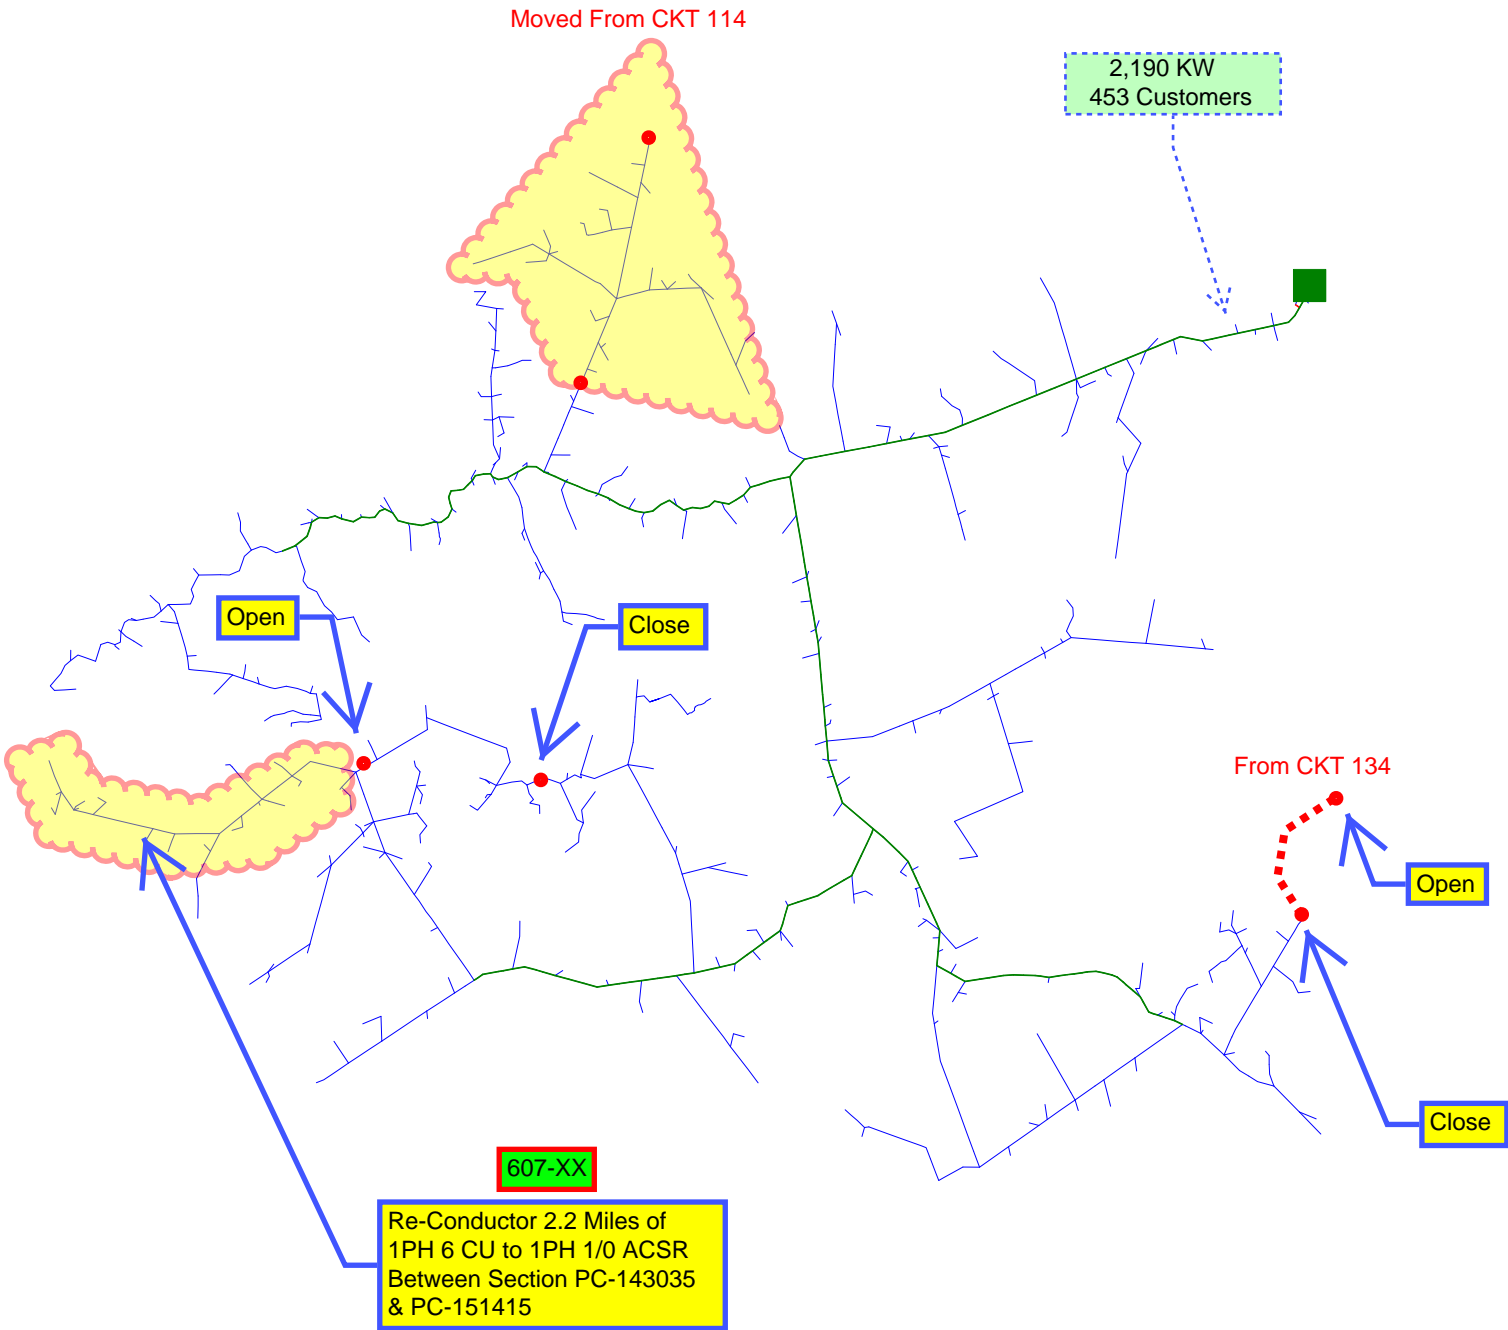 Moved From CKT 114
2,190 KW
453 Customers
Open
Close
From CKT 134
Open
Close
607-XX
Re-Conductor 2.2 Miles of
1PH 6 CU to 1PH 1/0 ACSR
Between Section PC-143035
& PC-151415